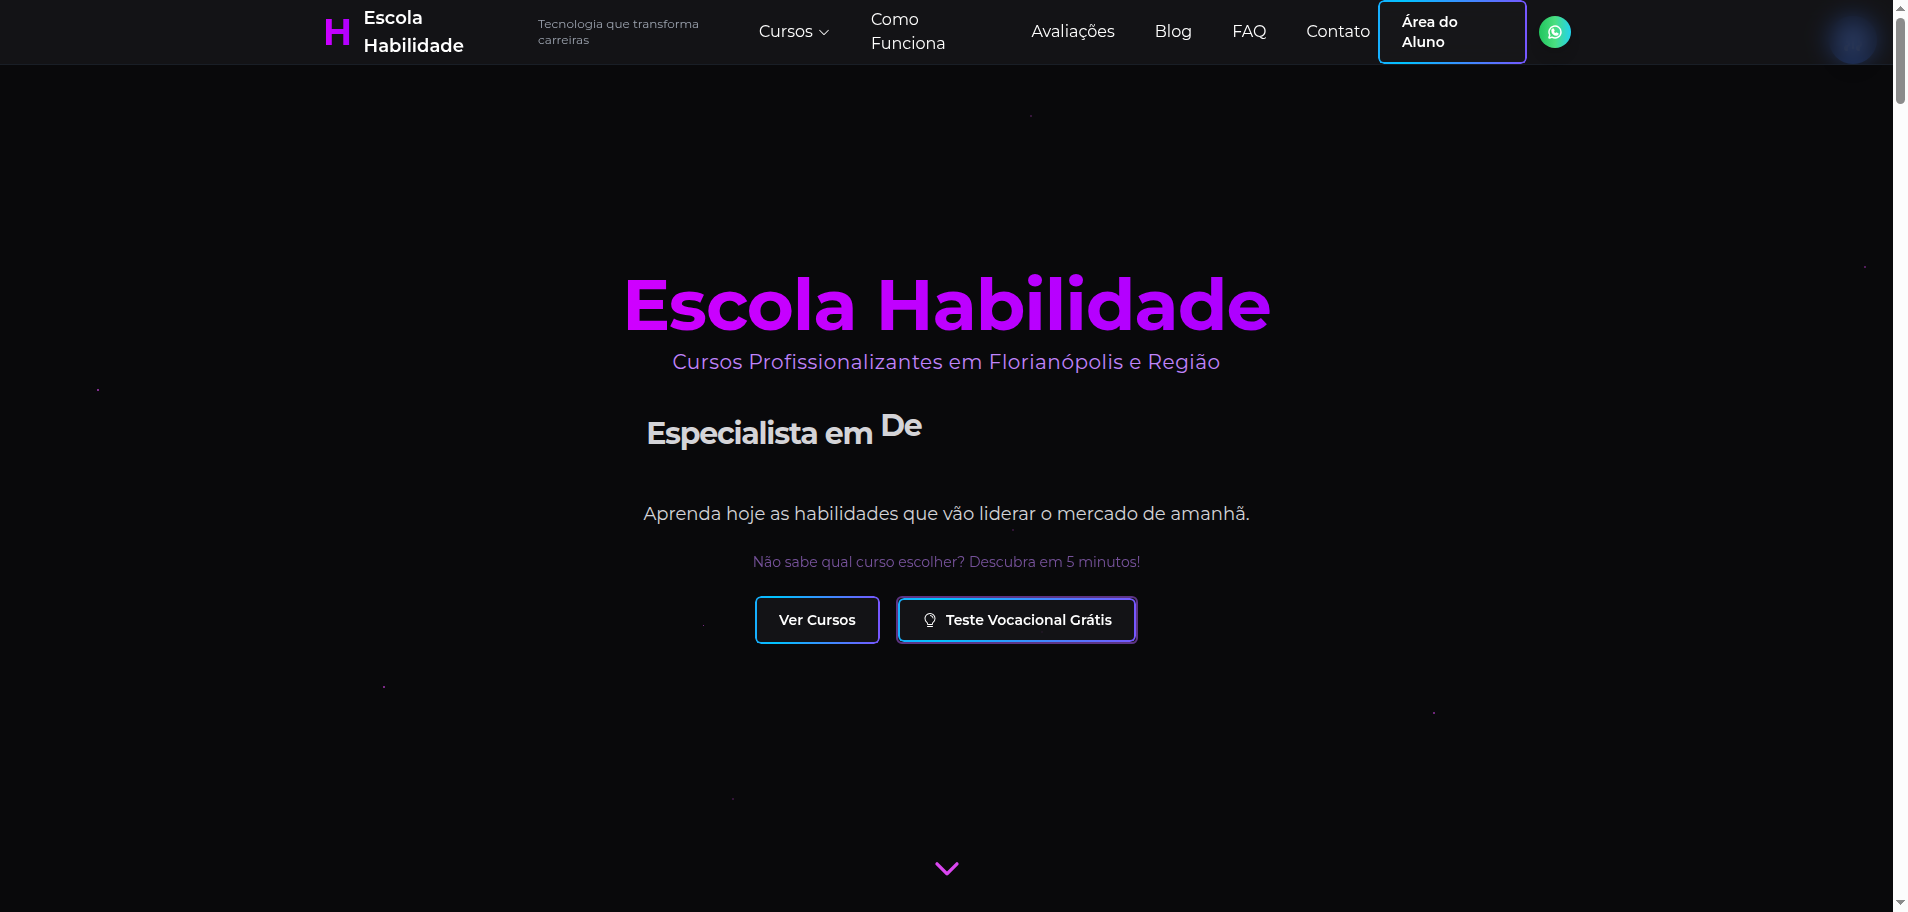 H
Escola
Habilidade
Tecnologia que transforma
carreiras
Cursos
Como
Funciona
Avaliações
Blog
FAQ
Contato
Área do
Aluno
Escola Habilidade
Cursos Profissionalizantes em Florianópolis e Região
Especialista em De
Aprenda hoje as habilidades que vão liderar o mercado de amanhã.
Não sabe qual curso escolher? Descubra em 5 minutos!
Ver Cursos
Teste Vocacional Grátis